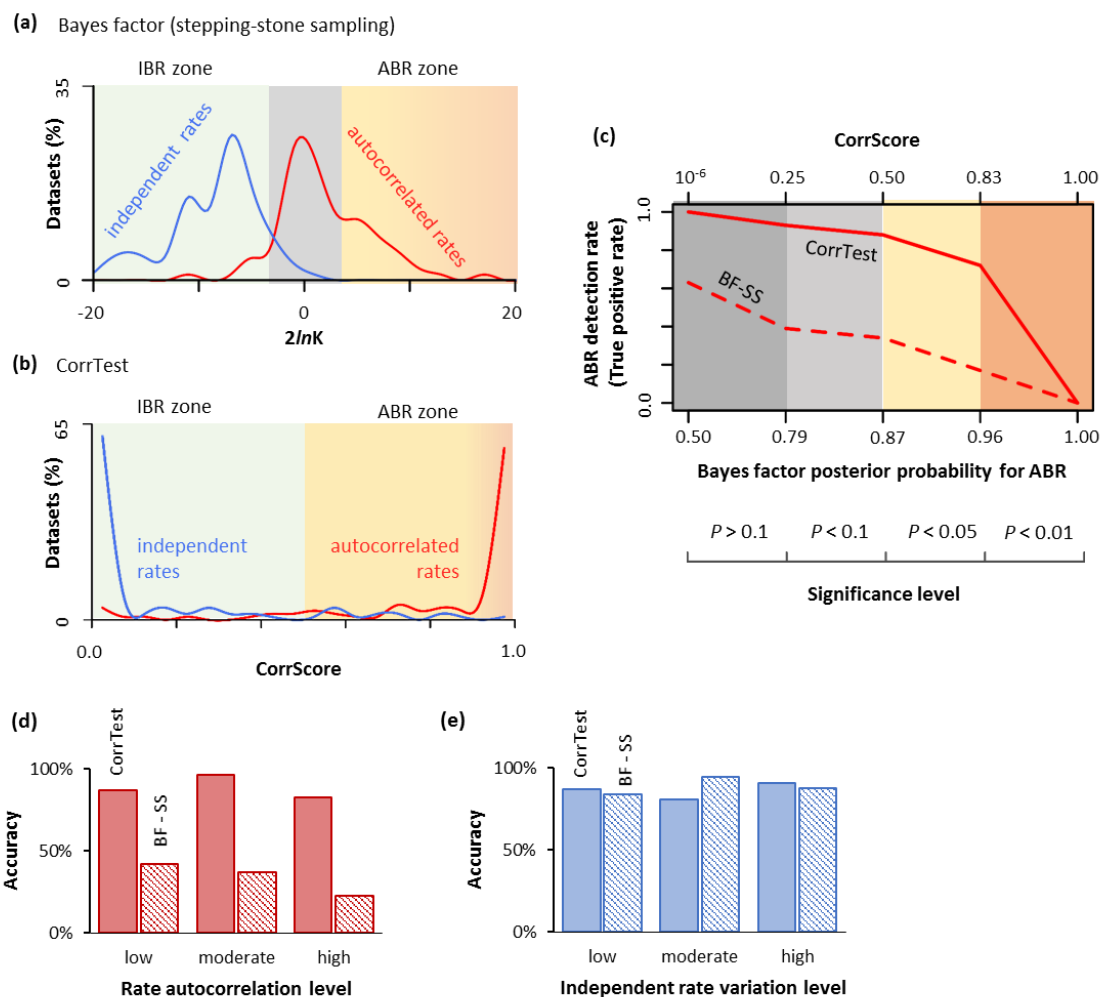 (a) Bayes factor (stepping-stone sampling)
IBR zone
ABR zone
35
0
Datasets (%)
independent rates
autocorrelated rates
-20
0
20
2lnK
(b) CorrTest
IBR zone
ABR zone
65
0
Datasets (%)
independent
rates
autocorrelated
rates
0.0
1.0
CorrScore
(c)
CorrScore
10⁻⁶ 0.25 0.50 0.83 1.00
1.0
0.0
ABR detection rate
(True positive rate)
CorrTest
BF-SS
0.50 0.79 0.87 0.96 1.00
Bayes factor posterior probability for ABR
P > 0.1 P < 0.1 P < 0.05 P < 0.01
Significance level
(d)
CorrTest
BF - SS
100%
50%
0%
Accuracy
low moderate high
Rate autocorrelation level
(e)
CorrTest
BF - SS
100%
50%
0%
Accuracy
low moderate high
Independent rate variation level